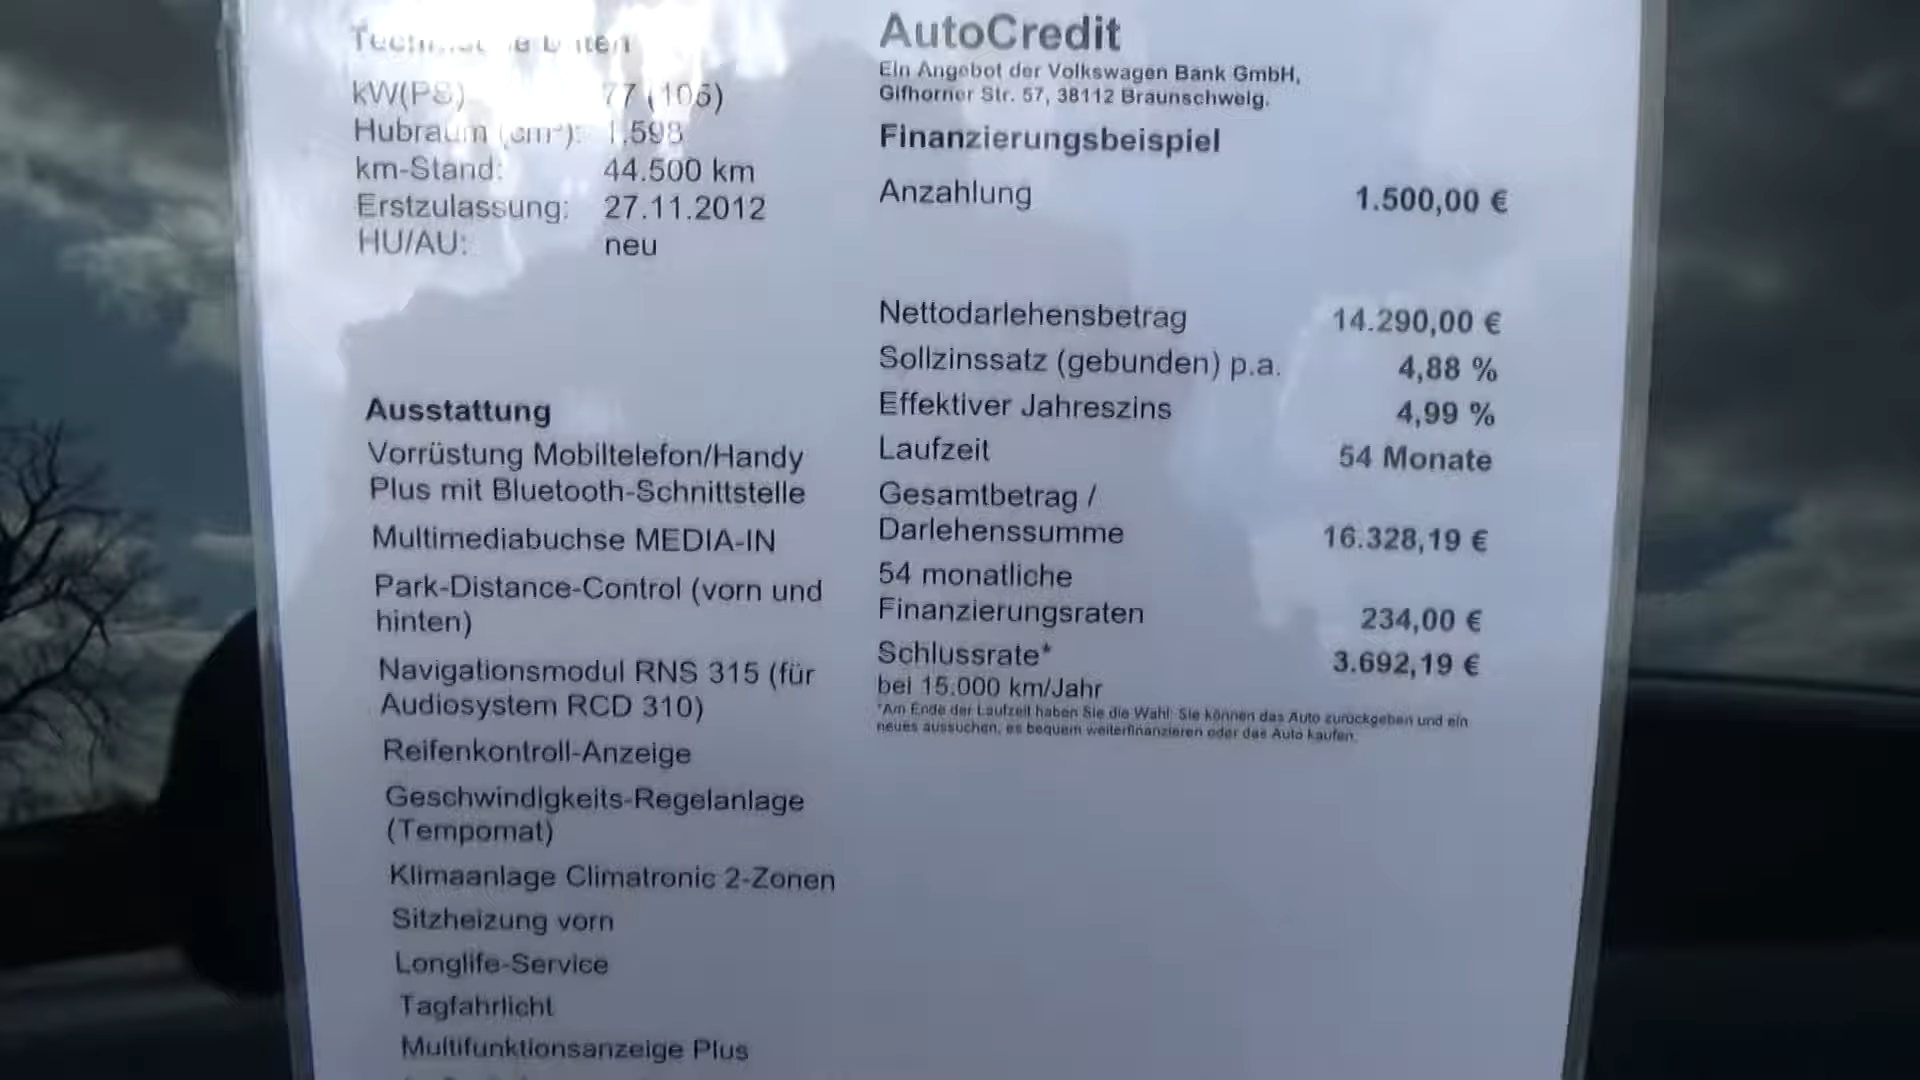 Technische Daten
kW(PS) 77 (105)
Hubraum (cm³): 1.598
km-Stand: 44.500 km
Erstzulassung: 27.11.2012
HU/AU: neu
Ausstattung
Vorrüstung Mobiltelefon/Handy
Plus mit Bluetooth-Schnittstelle
Multimediabuchse MEDIA-IN
Park-Distance-Control (vorn und
hinten)
Navigationsmodul RNS 315 (für
Audiosystem RCD 310)
Reifenkontroll-Anzeige
Geschwindigkeits-Regelanlage
(Tempomat)
Klimaanlage Climatronic 2-Zonen
Sitzheizung vorn
Longlife-Service
Tagfahrlicht
Multifunktionsanzeige Plus
AutoCredit
Ein Angebot der Volkswagen Bank GmbH,
Gifhorner Str. 57, 38112 Braunschweig.
Finanzierungsbeispiel
Anzahlung 1.500,00 €
Nettodarlehensbetrag 14.290,00 €
Sollzinssatz (gebunden) p.a. 4,88 %
Effektiver Jahreszins 4,99 %
Laufzeit 54 Monate
Gesamtbetrag /
Darlehenssumme 16.328,19 €
54 monatliche
Finanzierungsraten 234,00 €
Schlussrate* 3.692,19 €
bei 15.000 km/Jahr
*Am Ende der Laufzeit haben Sie die Wahl: Sie können das Auto zurückgeben und ein
neues aussuchen, es bequem weiterfinanzieren oder das Auto kaufen.